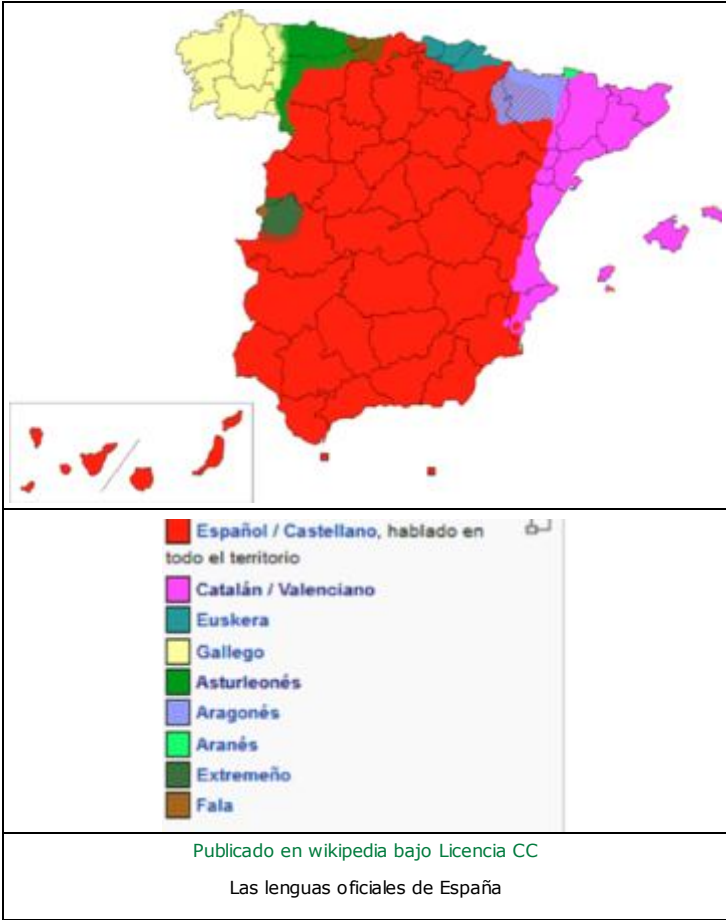 Español / Castellano, hablado en
todo el territorio
Catalán / Valenciano
Euskera
Gallego
Asturleonés
Aragonés
Aranés
Extremeño
Fala
Publicado en wikipedia bajo Licencia CC
Las lenguas oficiales de España